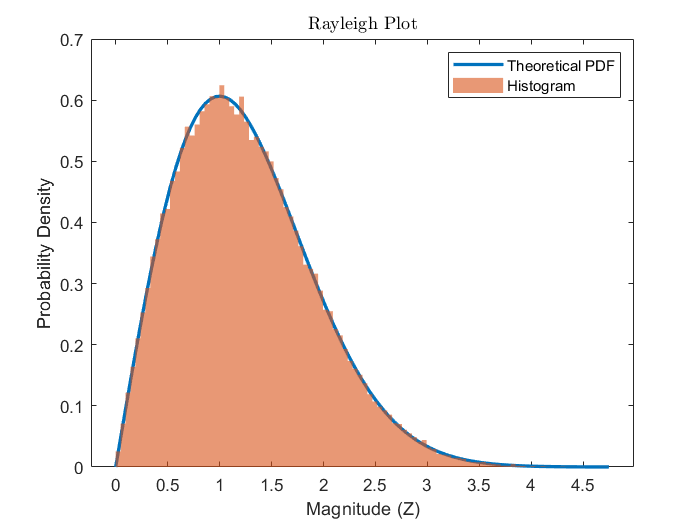 Rayleigh Plot
0.7
0.6
0.5
0.4
0.3
0.2
0.1
0
Probability Density
Theoretical PDF
Histogram
0 0.5 1 1.5 2 2.5 3 3.5 4 4.5
Magnitude (Z)